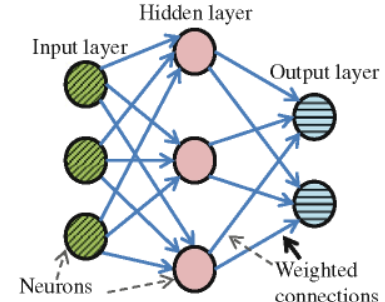 Hidden layer
Input layer
Output layer
Neurons
Weighted
connections